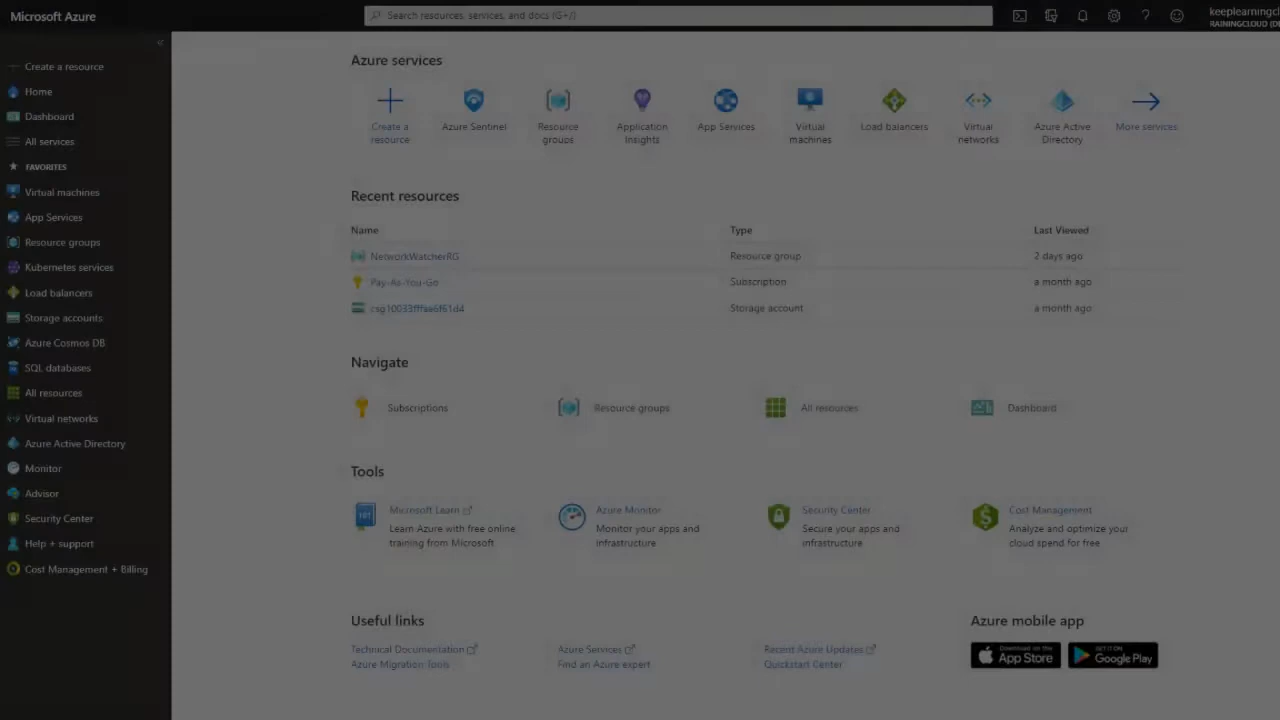 Microsoft Azure
Search resources, services, and docs (G+/)
keeplearningcl
RAININGCLOUD (D
Create a resource
Home
Dashboard
All services
FAVORITES
Virtual machines
App Services
Resource groups
Kubernetes services
Load balancers
Storage accounts
Azure Cosmos DB
SQL databases
All resources
Virtual networks
Azure Active Directory
Monitor
Advisor
Security Center
Help + support
Cost Management + Billing
Azure services
Create a
resource
Azure Sentinel
Resource
groups
Application
Insights
App Services
Virtual
machines
Load balancers
Virtual
networks
Azure Active
Directory
More services
Recent resources
Name Type Last Viewed
NetworkWatcherRG Resource group 2 days ago
Pay-As-You-Go Subscription a month ago
csg10033fffaa6f61d4 Storage account a month ago
Navigate
Subscriptions Resource groups All resources Dashboard
Tools
Microsoft Learn
Learn Azure with free online
training from Microsoft
Azure Monitor
Monitor your apps and
infrastructure
Security Center
Secure your apps and
infrastructure
Cost Management
Analyze and optimize your
cloud spend for free
Useful links
Technical Documentation
Azure Migration Tools
Azure Services
Find an Azure expert
Recent Azure Updates
Quickstart Center
Azure mobile app
Download on the
App Store
GET IT ON
Google Play